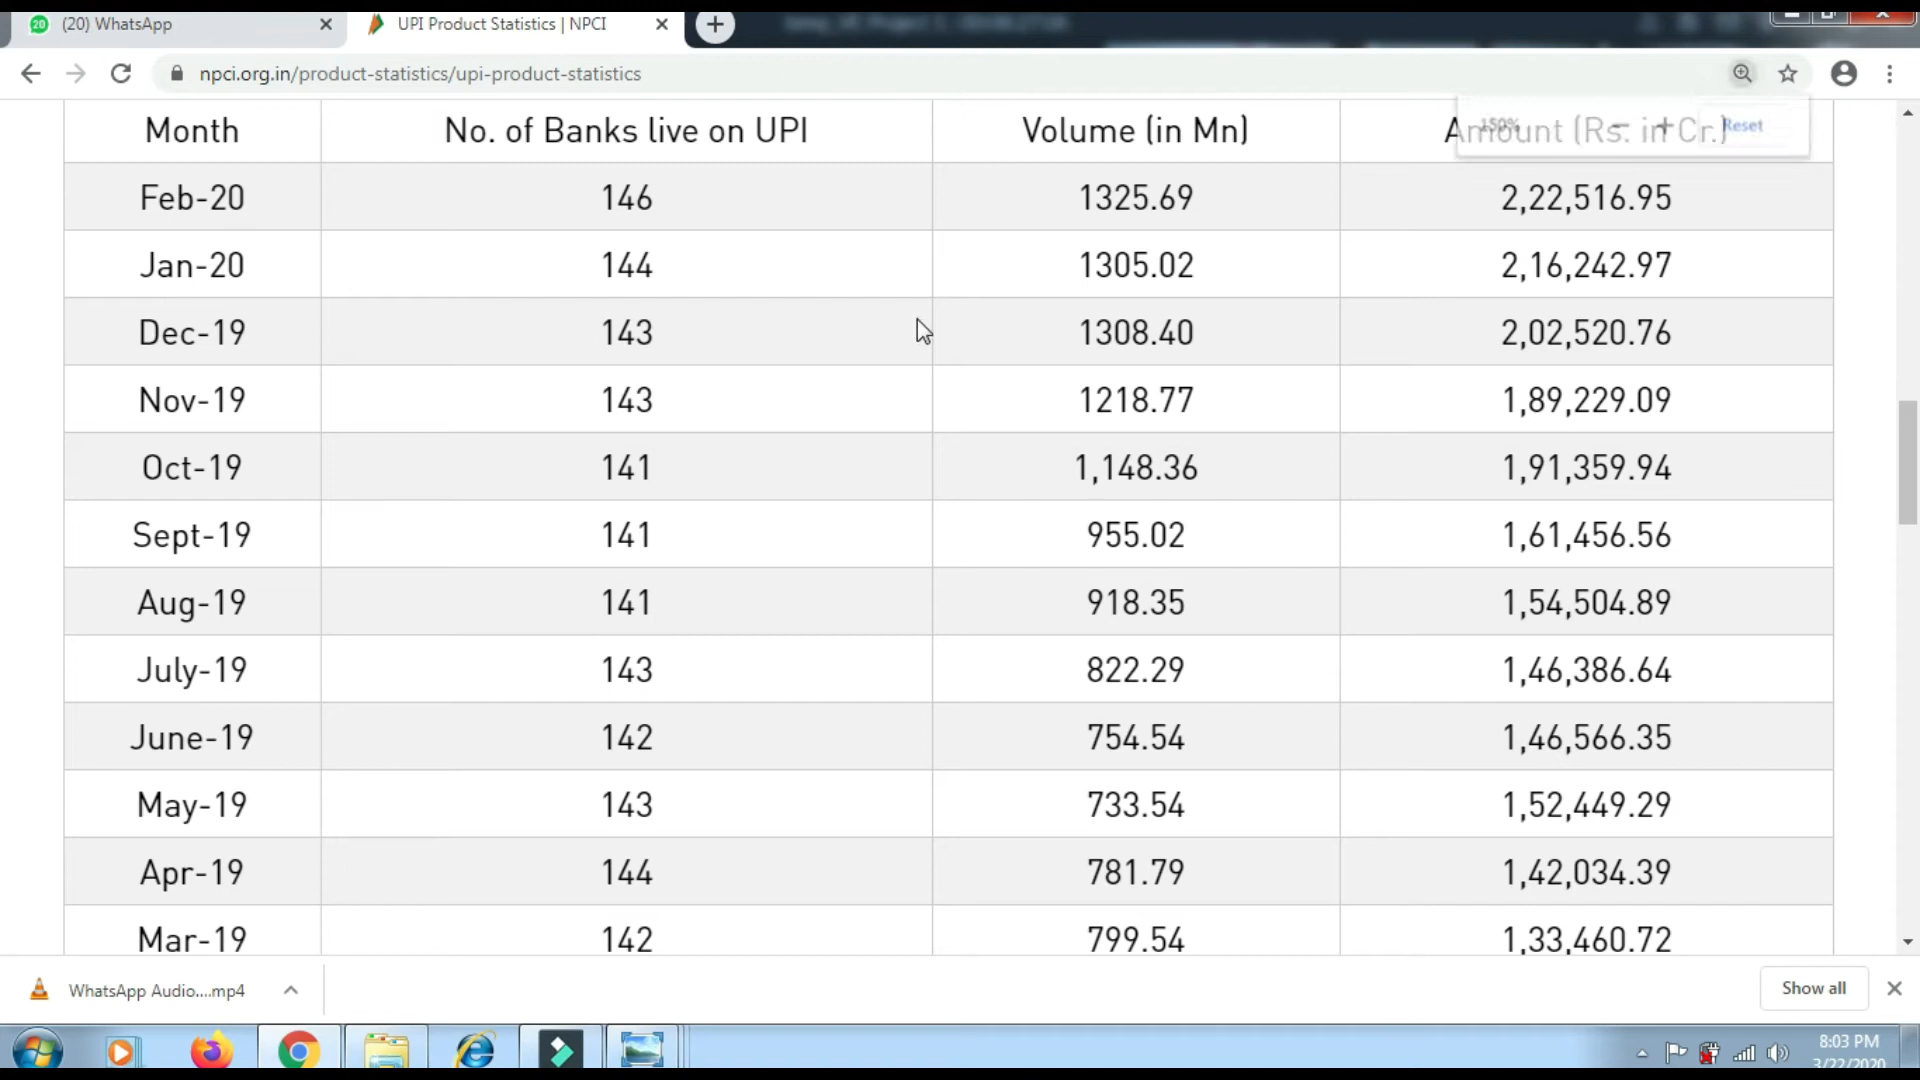 20 (20) WhatsApp
UPI Product Statistics | NPCI
npci.org.in/product-statistics/upi-product-statistics
150% Reset
Month No. of Banks live on UPI Volume (in Mn) Amount (Rs. in Cr.)
Feb-20 146 1325.69 2,22,516.95
Jan-20 144 1305.02 2,16,242.97
Dec-19 143 1308.40 2,02,520.76
Nov-19 143 1218.77 1,89,229.09
Oct-19 141 1,148.36 1,91,359.94
Sept-19 141 955.02 1,61,456.56
Aug-19 141 918.35 1,54,504.89
July-19 143 822.29 1,46,386.64
June-19 142 754.54 1,46,566.35
May-19 143 733.54 1,52,449.29
Apr-19 144 781.79 1,42,034.39
Mar-19 142 799.54 1,33,460.72
WhatsApp Audio....mp4
Show all
8:03 PM
3/22/2020